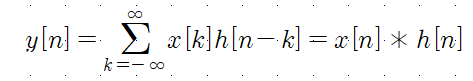 y[n] = ∑_{k=-∞}^{∞} x[k]h[n-k] = x[n] * h[n]